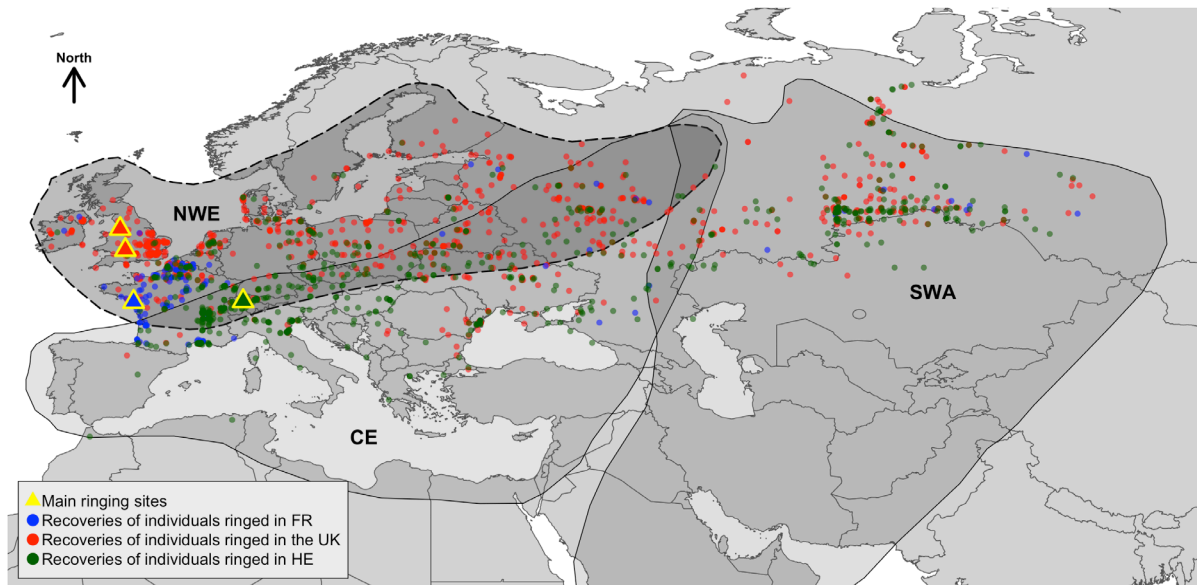 North
NWE
SWA
CE
Main ringing sites
Recoveries of individuals ringed in FR
Recoveries of individuals ringed in the UK
Recoveries of individuals ringed in HE